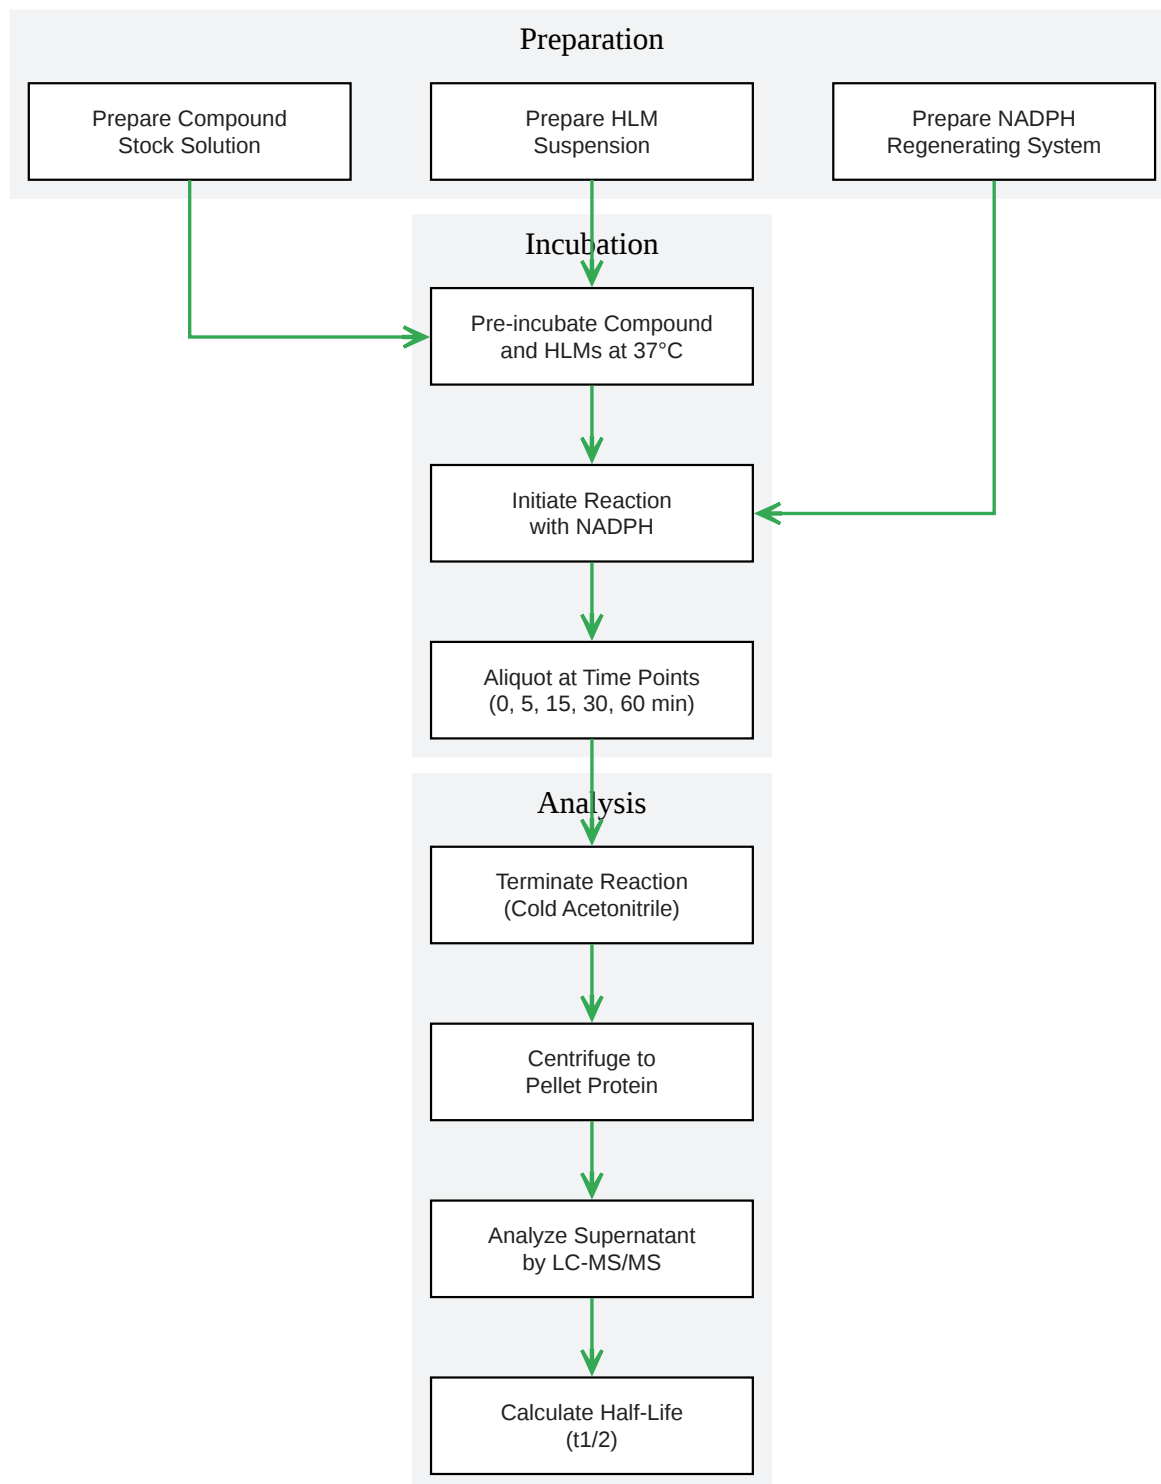 Preparation
Prepare Compound
Stock Solution
Prepare HLM
Suspension
Prepare NADPH
Regenerating System
Incubation
Pre-incubate Compound
and HLMs at 37°C
Initiate Reaction
with NADPH
Aliquot at Time Points
(0, 5, 15, 30, 60 min)
Analysis
Terminate Reaction
(Cold Acetonitrile)
Centrifuge to
Pellet Protein
Analyze Supernatant
by LC-MS/MS
Calculate Half-Life
(t1/2)